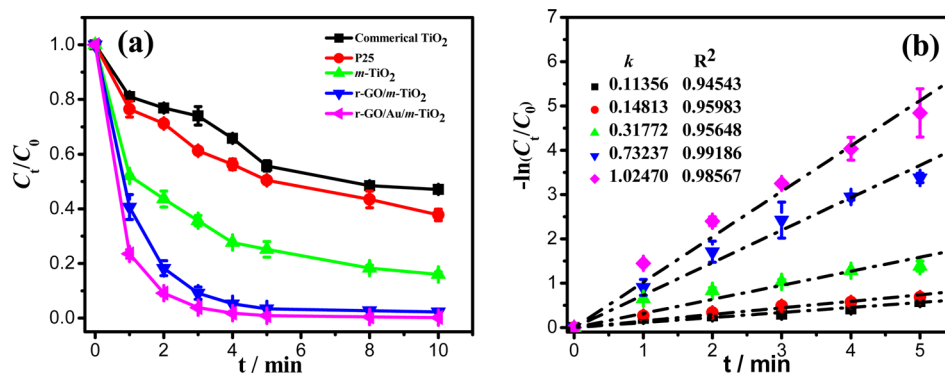 (a)
Commerical TiO2
P25
m-TiO2
r-GO/m-TiO2
r-GO/Au/m-TiO2
1.0
0.8
0.6
0.4
0.2
0.0
Ct/C0
0 2 4 6 8 10
t / min
(b)
k R²
0.11356 0.94543
0.14813 0.95983
0.31772 0.95648
0.73237 0.99186
1.02470 0.98567
7
6
5
4
3
2
1
0
-ln(Ct/C0)
0 1 2 3 4 5
t / min